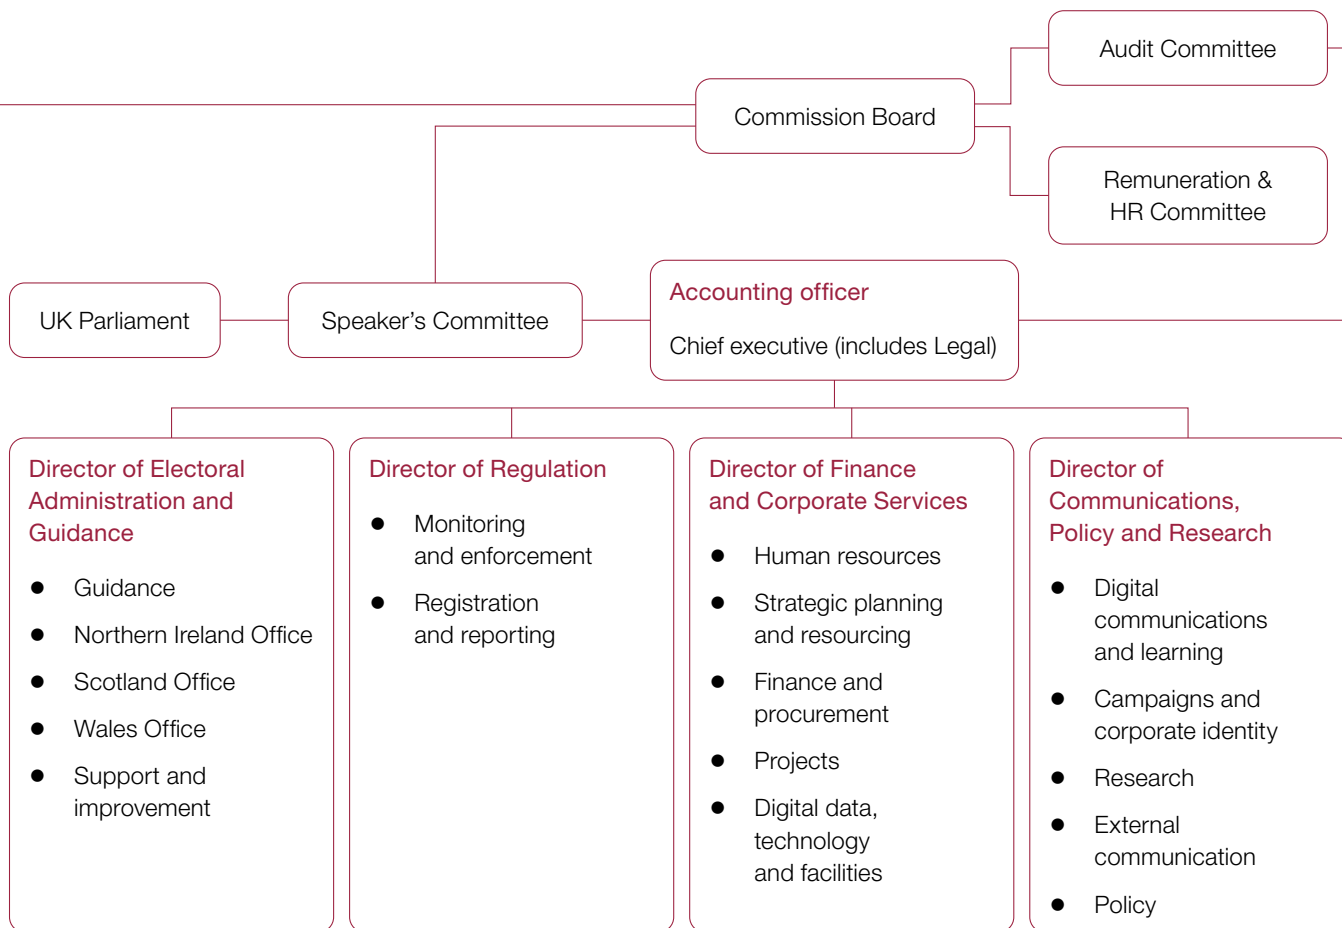 Audit Committee
Commission Board
Remuneration &
HR Committee
UK Parliament
Speaker’s Committee
Accounting officer
Chief executive (includes Legal)
Director of Electoral
Administration and
Guidance
● Guidance
● Northern Ireland Office
● Scotland Office
● Wales Office
● Support and
improvement
Director of Regulation
● Monitoring
and enforcement
● Registration
and reporting
Director of Finance
and Corporate Services
● Human resources
● Strategic planning
and resourcing
● Finance and
procurement
● Projects
● Digital data,
technology
and facilities
Director of
Communications,
Policy and Research
● Digital
communications
and learning
● Campaigns and
corporate identity
● Research
● External
communication
● Policy